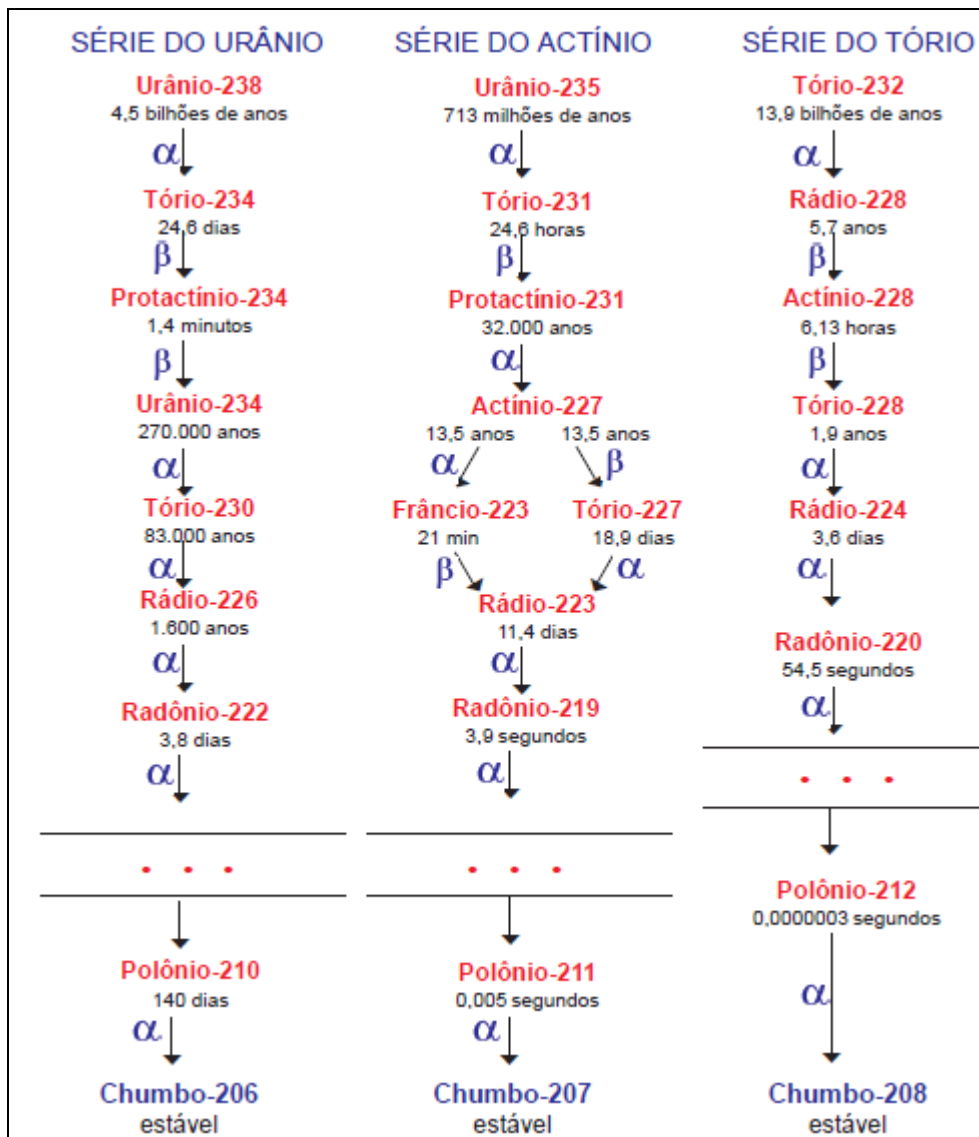 SÉRIE DO URÂNIO
Urânio-238
4,5 bilhões de anos
α
Tório-234
24,6 dias
β
Protactínio-234
1,4 minutos
β
Urânio-234
270.000 anos
α
Tório-230
83.000 anos
α
Rádio-226
1.600 anos
α
Radônio-222
3,8 dias
α
. . .
Polônio-210
140 dias
α
Chumbo-206
estável
SÉRIE DO ACTÍNIO
Urânio-235
713 milhões de anos
α
Tório-231
24,6 horas
β
Protactínio-231
32.000 anos
α
Actínio-227
13,5 anos 13,5 anos
α β
Frâncio-223 Tório-227
21 min 18,9 dias
β α
Rádio-223
11,4 dias
α
Radônio-219
3,9 segundos
α
. . .
Polônio-211
0,005 segundos
α
Chumbo-207
estável
SÉRIE DO TÓRIO
Tório-232
13,9 bilhões de anos
α
Rádio-228
5,7 anos
β
Actínio-228
6,13 horas
β
Tório-228
1,9 anos
α
Rádio-224
3,6 dias
α
Radônio-220
54,5 segundos
α
. . .
Polônio-212
0,0000003 segundos
α
Chumbo-208
estável